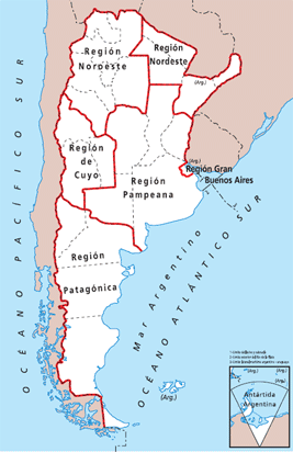 Región
Noroeste
Región
Nordeste
(Arg.)
Región
de
Cuyo
(Arg.)
Región Gran
Buenos Aires
Región
Pampeana
Región
Patagónica
OCÉANO PACÍFICO SUR
Mar Argentino
OCÉANO ATLÁNTICO SUR
(Arg.)
Antártida
Argentina